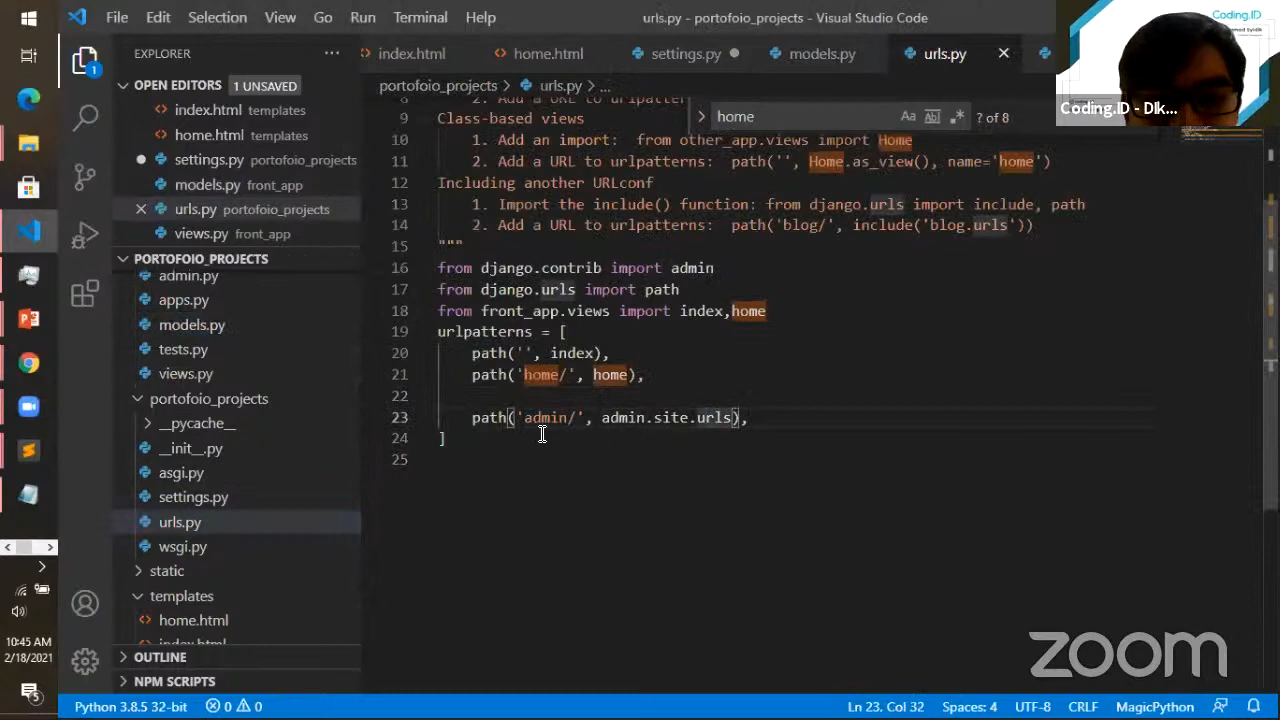 File Edit Selection View Go Run Terminal Help
urls.py - portofoio_projects - Visual Studio Code
Coding.ID
EXPLORER
index.html home.html settings.py models.py urls.py
OPEN EDITORS 1 UNSAVED
portofoio_projects > urls.py > ...
Coding.ID - Dik...
home
? of 8
index.html templates
home.html templates
settings.py portofoio_projects
models.py front_app
urls.py portofoio_projects
views.py front_app
PORTOFOIO_PROJECTS
admin.py
apps.py
models.py
tests.py
views.py
portofoio_projects
__pycache__
__init__.py
asgi.py
settings.py
urls.py
wsgi.py
static
templates
home.html
index.html
OUTLINE
NPM SCRIPTS
8 2. Add a URL to urlpatter
Class-based views
10 1. Add an import: from other_app.views import Home
11 2. Add a URL to urlpatterns: path('', Home.as_view(), name='home')
12 Including another URLconf
13 1. Import the include() function: from django.urls import include, path
14 2. Add a URL to urlpatterns: path('blog/', include('blog.urls'))
15 """
16 from django.contrib import admin
17 from django.urls import path
18 from front_app.views import index,home
19 urlpatterns = [
20 path('', index),
21 path('home/', home),
22
23 path('admin/', admin.site.urls),
24 ]
25
zoom
10:45 AM
2/18/2021
5
1
Python 3.8.5 32-bit 0 0 Ln 23, Col 32 Spaces: 4 UTF-8 CRLF MagicPython